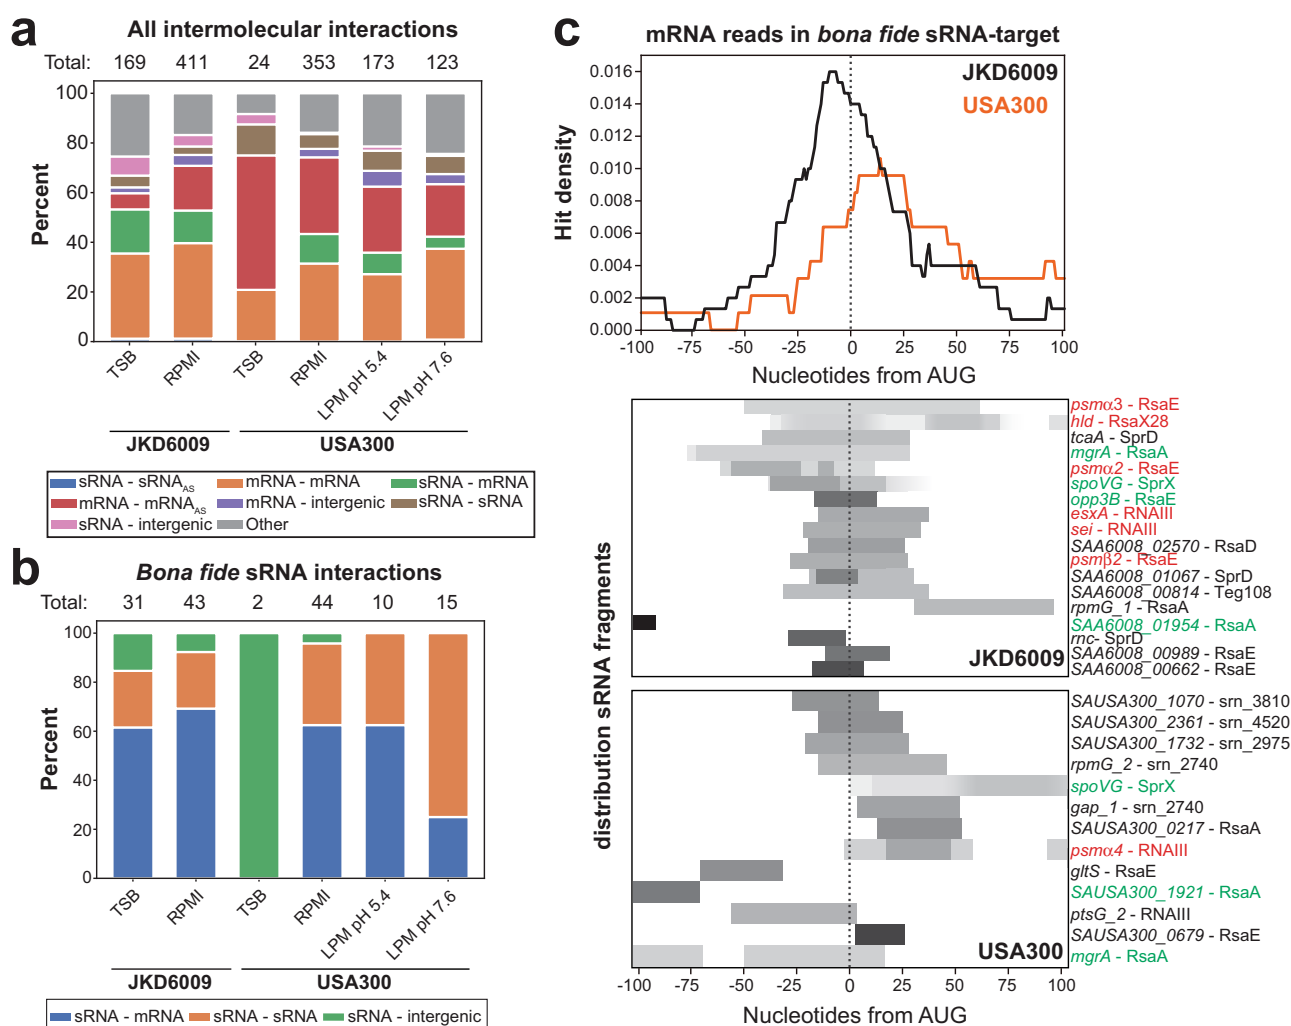 a
All intermolecular interactions
Total: 169 411 24 353 173 123
Percent
100
80
60
40
20
0
TSB RPMI TSB RPMI LPM pH 5.4 LPM pH 7.6
JKD6009 USA300
sRNA - sRNA_AS mRNA - mRNA sRNA - mRNA
mRNA - mRNA_AS mRNA - intergenic sRNA - sRNA
sRNA - intergenic Other
b
Bona fide sRNA interactions
Total: 31 43 2 44 10 15
Percent
100
80
60
40
20
0
TSB RPMI TSB RPMI LPM pH 5.4 LPM pH 7.6
JKD6009 USA300
sRNA - mRNA sRNA - sRNA sRNA - intergenic
c
mRNA reads in bona fide sRNA-target
JKD6009
USA300
Hit density
0.016
0.014
0.012
0.010
0.008
0.006
0.004
0.002
0.000
-100 -75 -50 -25 0 25 50 75 100
Nucleotides from AUG
distribution sRNA fragments
psmα3 - RsaE
hld - RsaX28
tcaA - SprD
mgrA - RsaA
psmα2 - RsaE
spoVG - SprX
opp3B - RsaE
esxA - RNAIII
sei - RNAIII
SAA6008_02570 - RsaD
psmβ2 - RsaE
SAA6008_01067 - SprD
SAA6008_00814 - Teg108
rpmG_1 - RsaA
SAA6008_01954 - RsaA
rnc- SprD
SAA6008_00989 - RsaE
SAA6008_00662 - RsaE
JKD6009
SAUSA300_1070 - srn_3810
SAUSA300_2361 - srn_4520
SAUSA300_1732 - srn_2975
rpmG_2 - srn_2740
spoVG - SprX
gap_1 - srn_2740
SAUSA300_0217 - RsaA
psmα4 - RNAIII
gltS - RsaE
SAUSA300_1921 - RsaA
ptsG_2 - RNAIII
SAUSA300_0679 - RsaE
mgrA - RsaA
USA300
-100 -75 -50 -25 0 25 50 75 100
Nucleotides from AUG